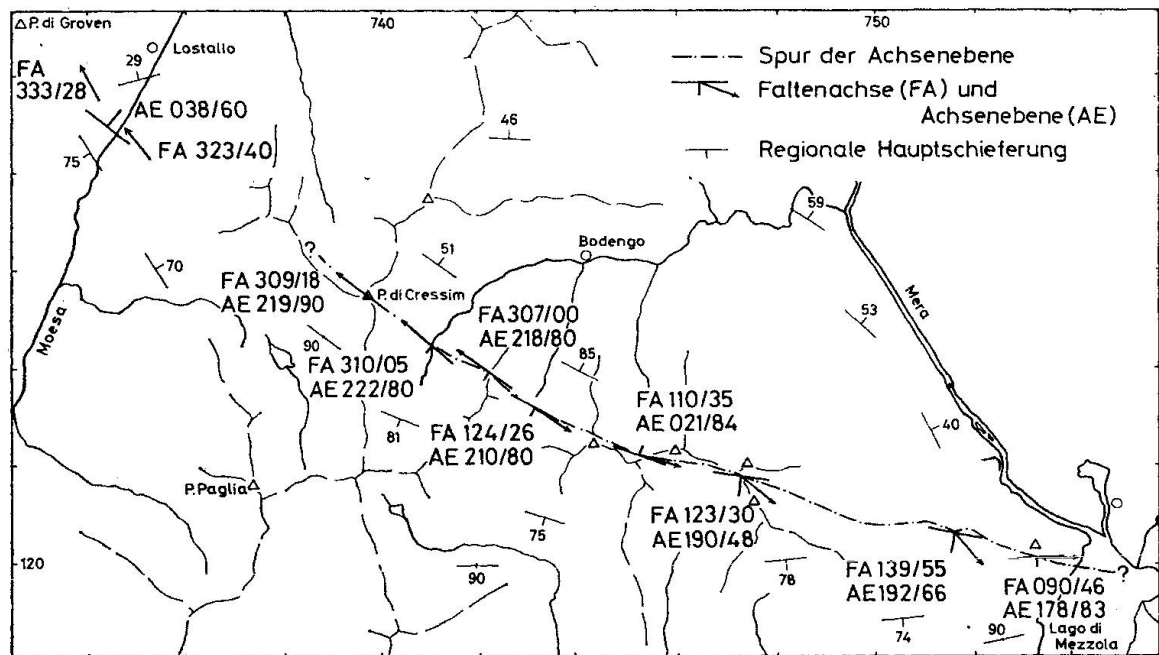 P. di Groven
740
750
Lostallo
29
FA
333/28
AE 038/60
FA 323/40
75
46
Spur der Achsenebene
Faltenachse (FA) und
Achsenebene (AE)
Regionale Hauptschieferung
59
70
?
51
Bodengo
Mera
53
FA 309/18
AE 219/90
P. di Cressim
Moesa
90
FA 307/00
AE 218/80
85
FA 310/05
AE 222/80
FA 110/35
AE 021/84
81
40
FA 124/26
AE 210/80
P. Paglia
FA 123/30
AE 190/48
75
120
90
78
FA 139/55
AE 192/66
?
FA 090/46
AE 178/83
74
90
Lago di
Mezzola